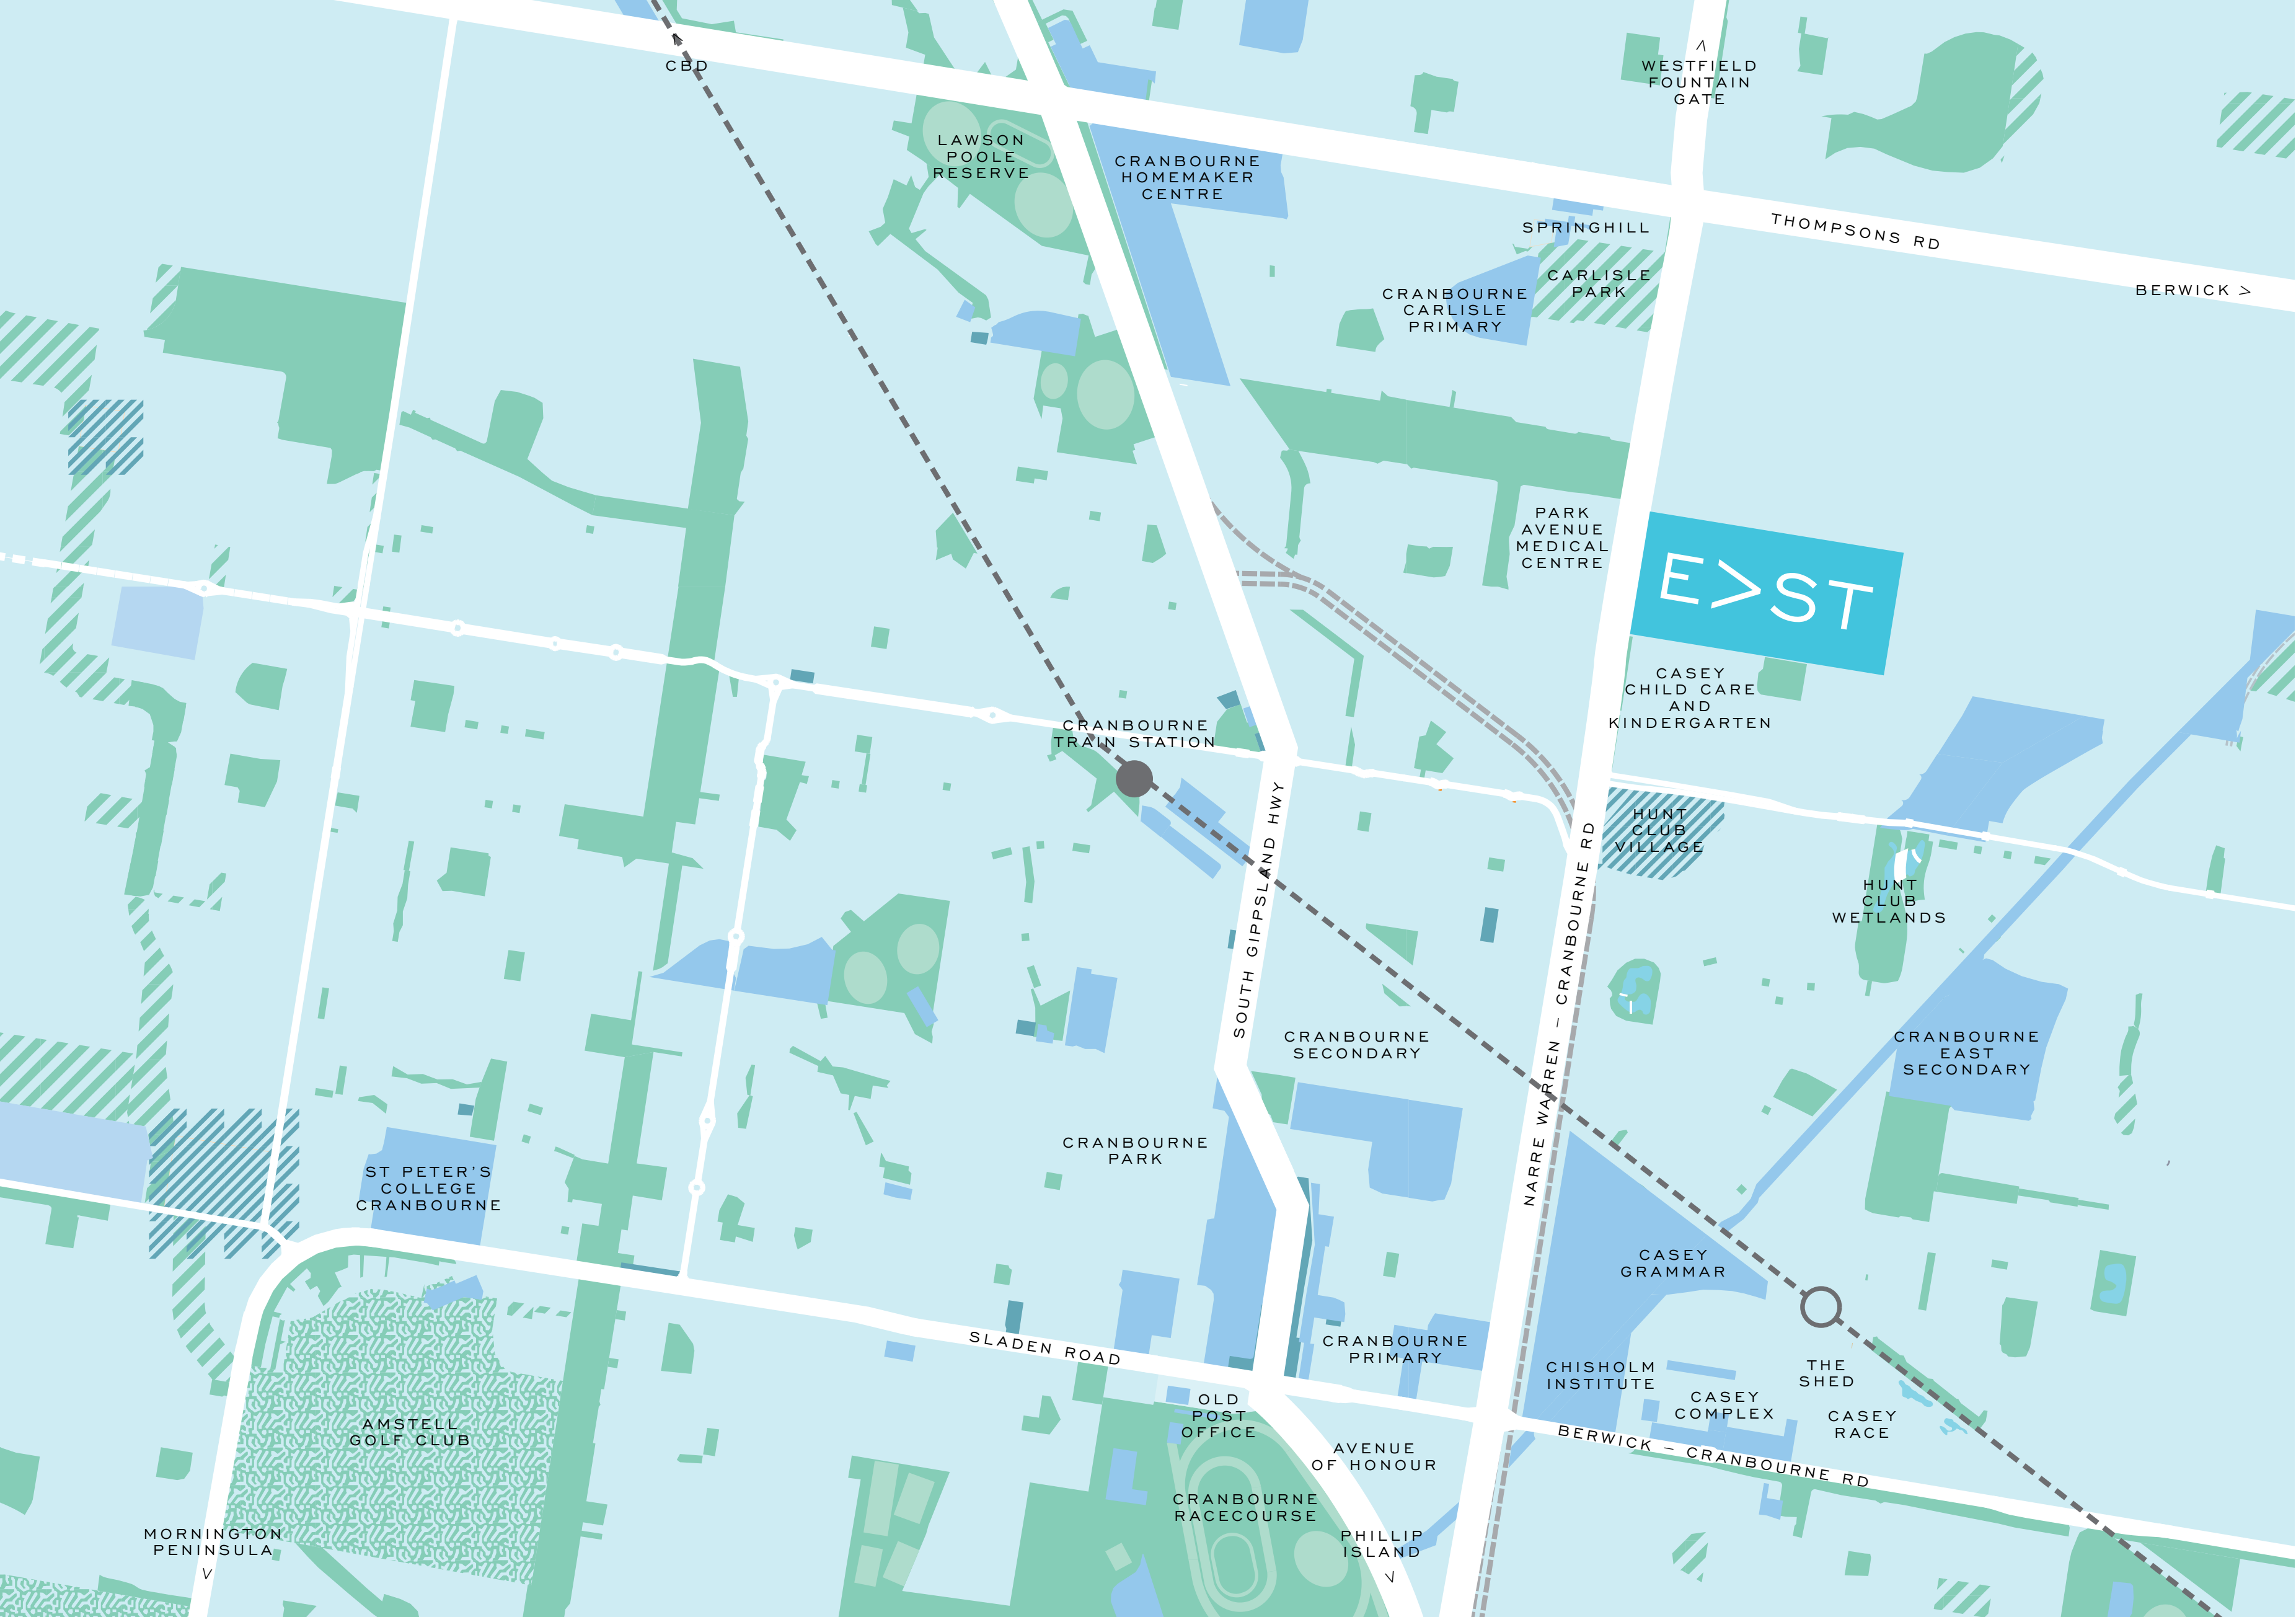 CBD
WESTFIELD
FOUNTAIN
GATE
LAWSON
POOLE
RESERVE
CRANBOURNE
HOMEMAKER
CENTRE
THOMPSONS RD
SPRINGHILL
CARLISLE
PARK
BERWICK >
CRANBOURNE
CARLISLE
PRIMARY
PARK
AVENUE
MEDICAL
CENTRE
E>ST
CASEY
CHILD CARE
AND
KINDERGARTEN
CRANBOURNE
TRAIN STATION
HUNT
CLUB
VILLAGE
SOUTH GIPPSLAND HWY
NARRE WARREN – CRANBOURNE RD
HUNT
CLUB
WETLANDS
CRANBOURNE
SECONDARY
CRANBOURNE
EAST
SECONDARY
CRANBOURNE
PARK
ST PETER'S
COLLEGE
CRANBOURNE
CASEY
GRAMMAR
SLADEN ROAD
CRANBOURNE
PRIMARY
CHISHOLM
INSTITUTE
THE
SHED
CASEY
COMPLEX
CASEY
RACE
OLD
POST
OFFICE
AMSTELL
GOLF CLUB
AVENUE
OF HONOUR
BERWICK – CRANBOURNE RD
CRANBOURNE
RACECOURSE
MORNINGTON
PENINSULA
PHILLIP
ISLAND